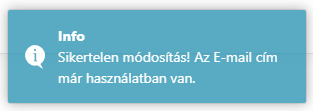 Info
Sikertelen módosítás! Az E-mail cím
már használatban van.